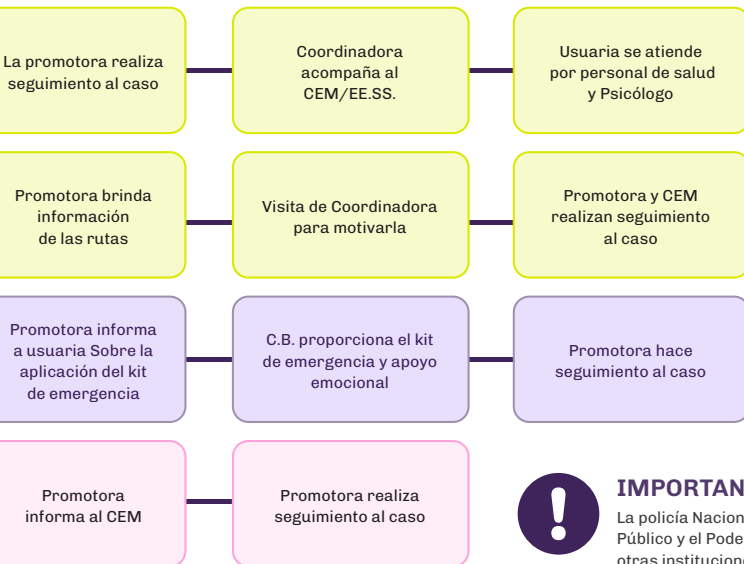 La promotora realiza
seguimiento al caso
Coordinadora
acompaña al
CEM/EE.SS.
Usuaria se atiende
por personal de salud
y Psicólogo
Promotora brinda
información
de las rutas
Visita de Coordinadora
para motivarla
Promotora y CEM
realizan seguimiento
al caso
Promotora informa
a usuaria Sobre la
aplicación del kit
de emergencia
C.B. proporciona el kit
de emergencia y apoyo
emocional
Promotora hace
seguimiento al caso
Promotora
informa al CEM
Promotora realiza
seguimiento al caso
!
IMPORTAN
La policía Nacion
Público y el Pode
otras institucione